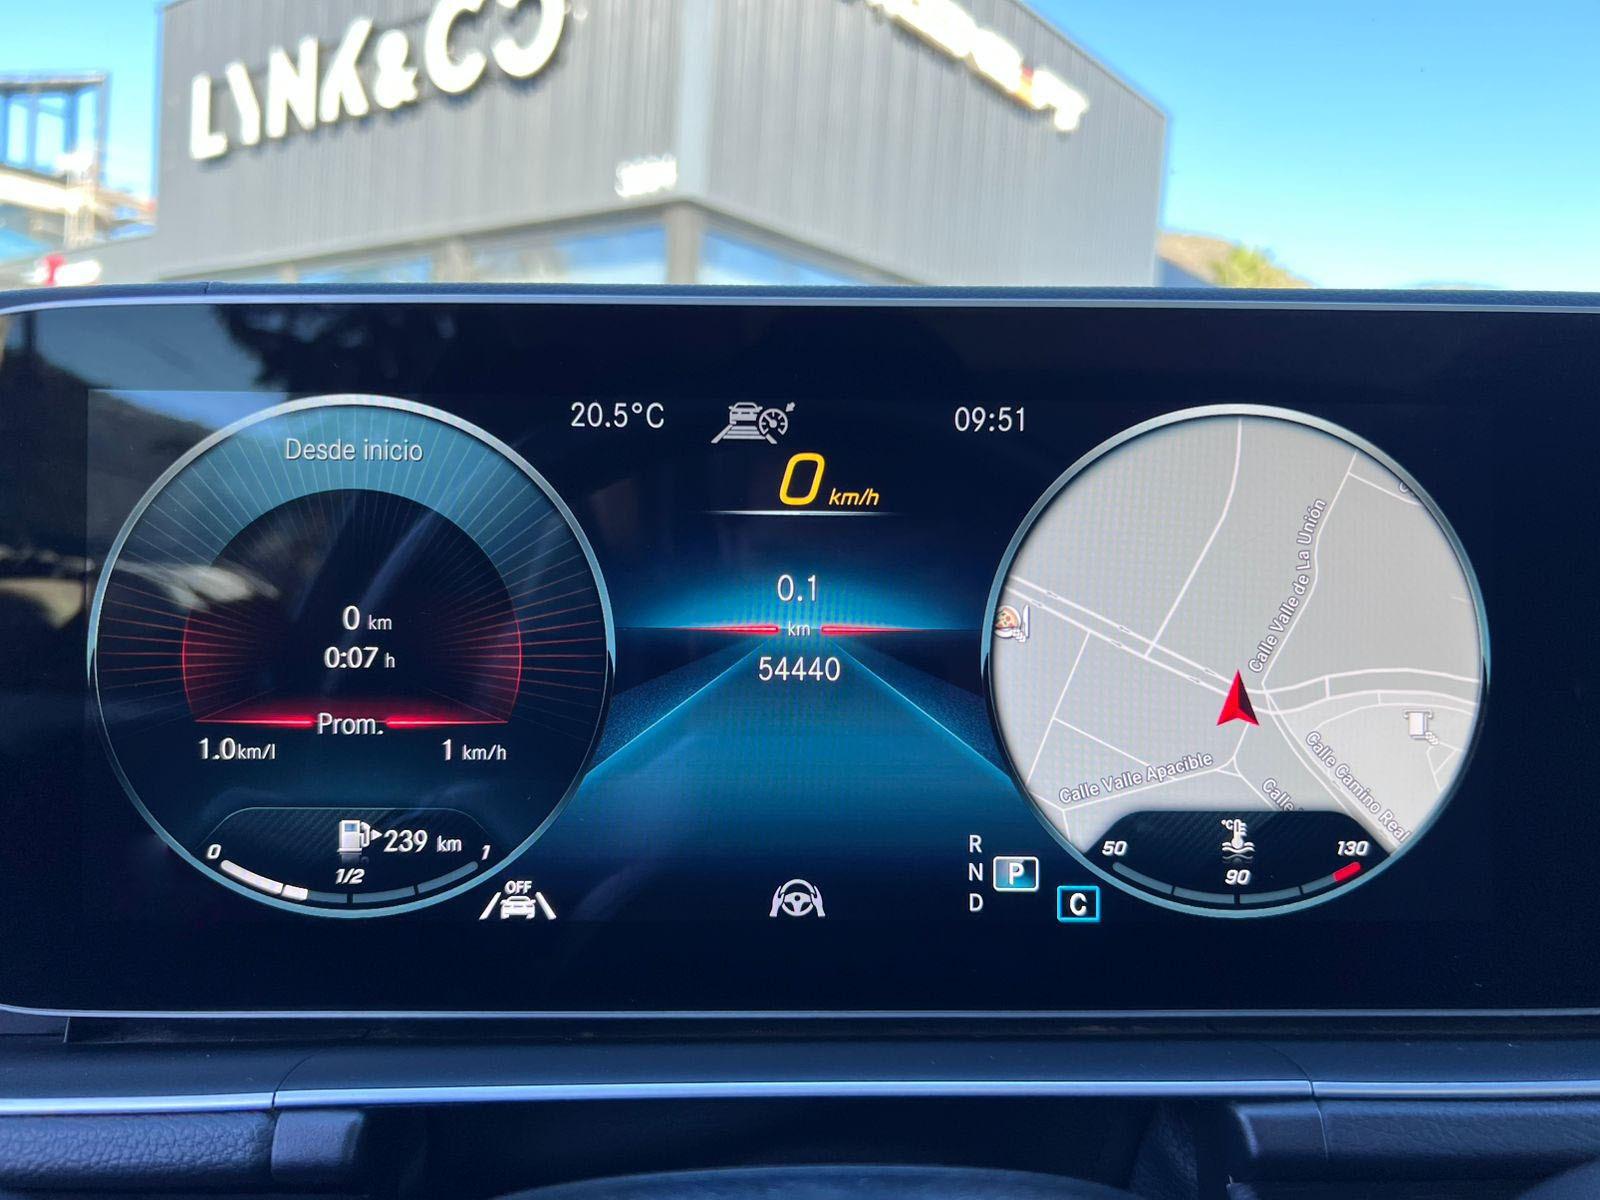 LYNK&CO
Desde inicio
0 km
0:07 h
Prom.
1.0km/l
1 km/h
239 km
0
1/2
1
OFF
20.5°C
09:51
0 km/h
0.1
km
54440
R
N
D
P
C
Calle Valle de La Unión
Calle Valle Apacible
Calle
Calle Camino Real
°C
50
90
130